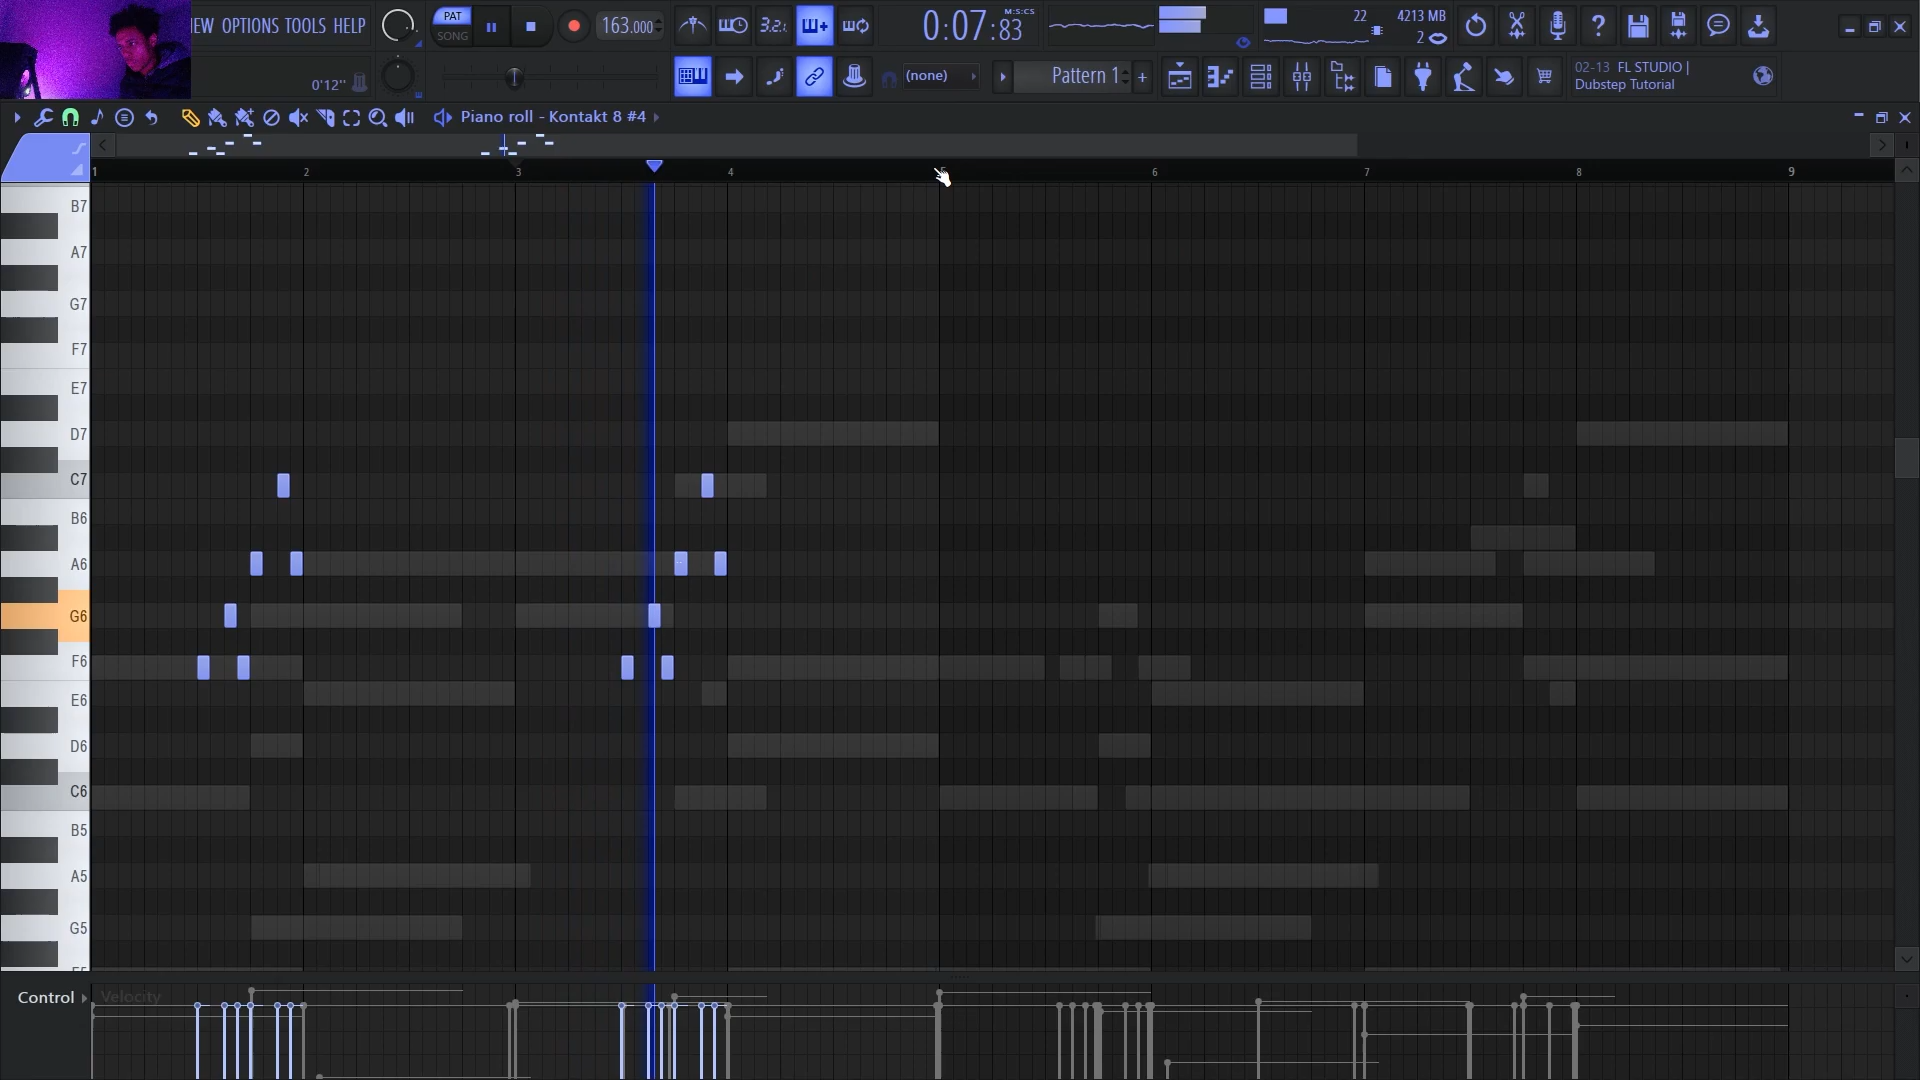 IEW OPTIONS TOOLS HELP
PAT
SONG
163.000
3.2.
0:07:83
M:S:CS
22
4213 MB
2
0'12''
(none)
Pattern 1
+
02-13 FL STUDIO |
Dubstep Tutorial
Piano roll - Kontakt 8 #4
1
2
3
4
5
6
7
8
9
B7
A7
G7
F7
E7
D7
C7
B6
A6
G6
F6
E6
D6
C6
B5
A5
G5
Control
Velocity